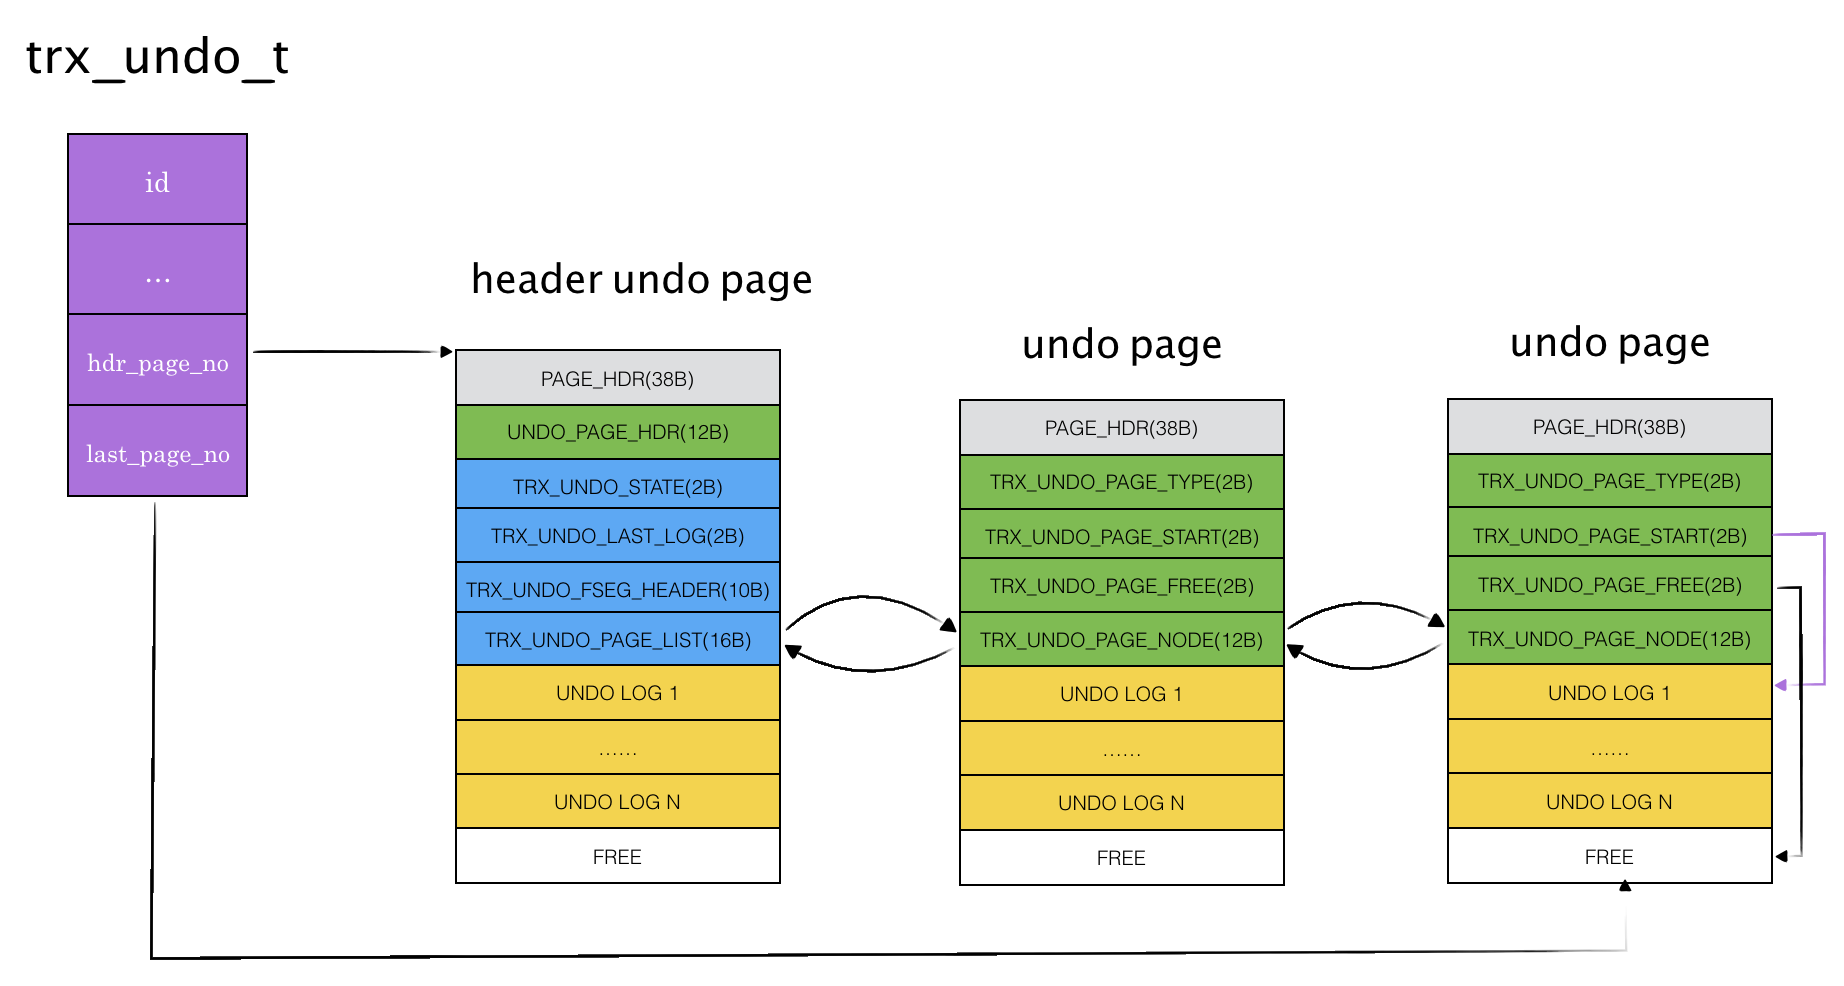 trx_undo_t
id
...
hdr_page_no
last_page_no
header undo page
PAGE_HDR(38B)
UNDO_PAGE_HDR(12B)
TRX_UNDO_STATE(2B)
TRX_UNDO_LAST_LOG(2B)
TRX_UNDO_FSEG_HEADER(10B)
TRX_UNDO_PAGE_LIST(16B)
UNDO LOG 1
......
UNDO LOG N
FREE
undo page
PAGE_HDR(38B)
TRX_UNDO_PAGE_TYPE(2B)
TRX_UNDO_PAGE_START(2B)
TRX_UNDO_PAGE_FREE(2B)
TRX_UNDO_PAGE_NODE(12B)
UNDO LOG 1
......
UNDO LOG N
FREE
undo page
PAGE_HDR(38B)
TRX_UNDO_PAGE_TYPE(2B)
TRX_UNDO_PAGE_START(2B)
TRX_UNDO_PAGE_FREE(2B)
TRX_UNDO_PAGE_NODE(12B)
UNDO LOG 1
......
UNDO LOG N
FREE